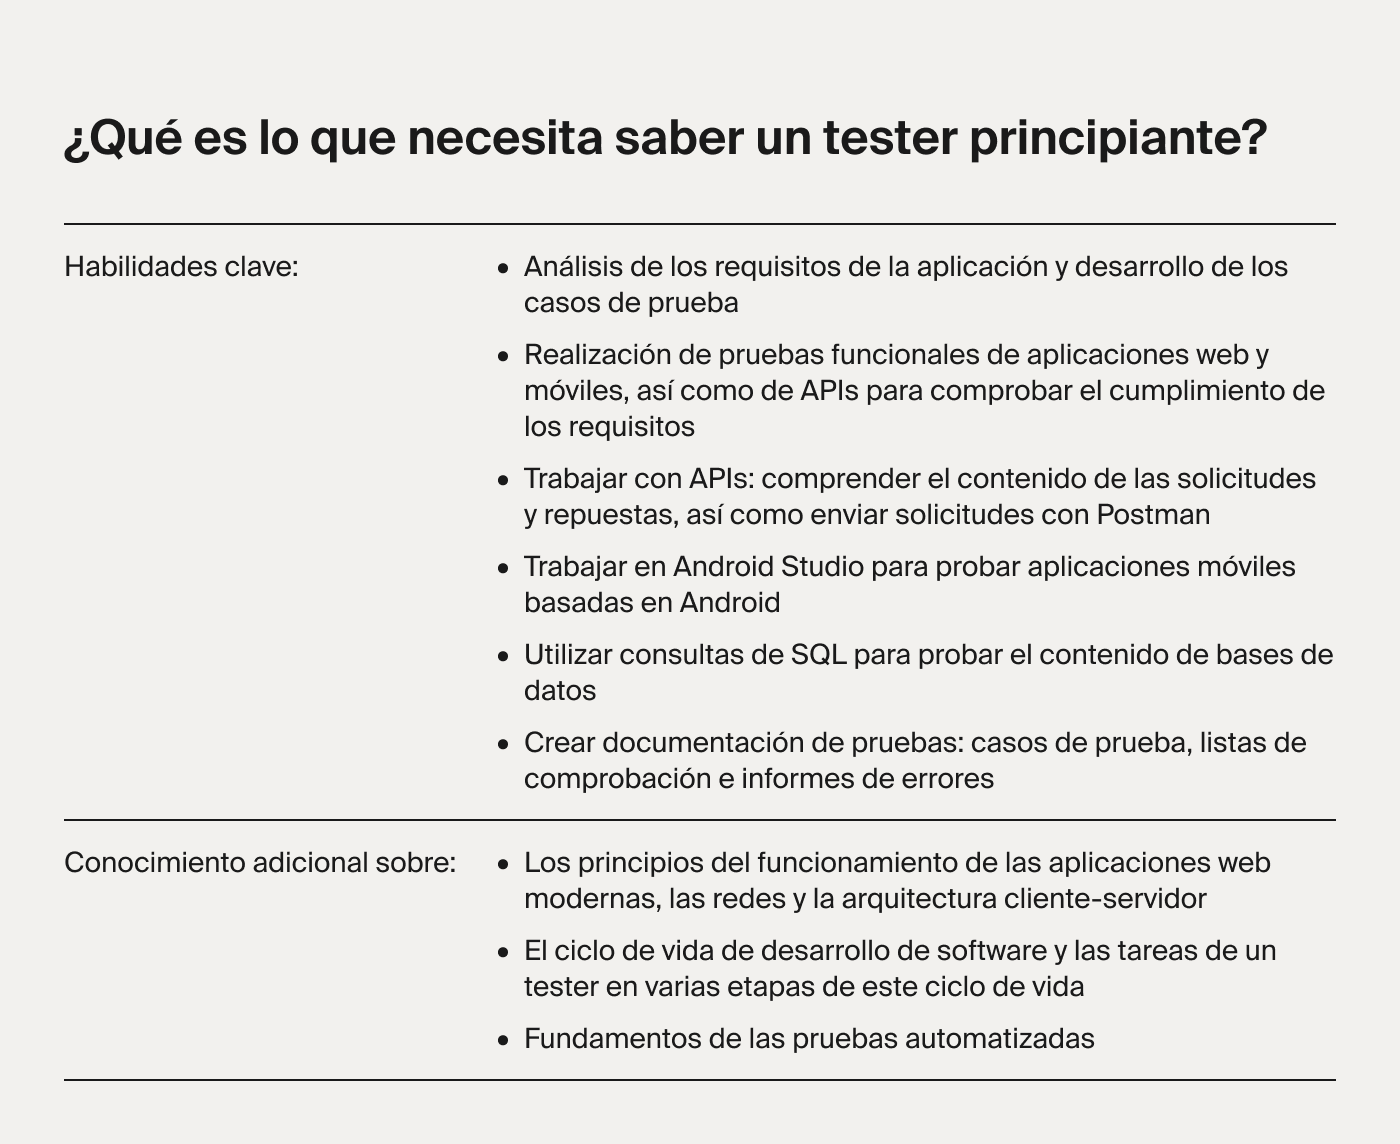 ¿Qué es lo que necesita saber un tester principiante?
Habilidades clave:
• Análisis de los requisitos de la aplicación y desarrollo de los
casos de prueba
• Realización de pruebas funcionales de aplicaciones web y
móviles, así como de APIs para comprobar el cumplimiento de
los requisitos
• Trabajar con APIs: comprender el contenido de las solicitudes
y repuestas, así como enviar solicitudes con Postman
• Trabajar en Android Studio para probar aplicaciones móviles
basadas en Android
• Utilizar consultas de SQL para probar el contenido de bases de
datos
• Crear documentación de pruebas: casos de prueba, listas de
comprobación e informes de errores
Conocimiento adicional sobre:
• Los principios del funcionamiento de las aplicaciones web
modernas, las redes y la arquitectura cliente-servidor
• El ciclo de vida de desarrollo de software y las tareas de un
tester en varias etapas de este ciclo de vida
• Fundamentos de las pruebas automatizadas